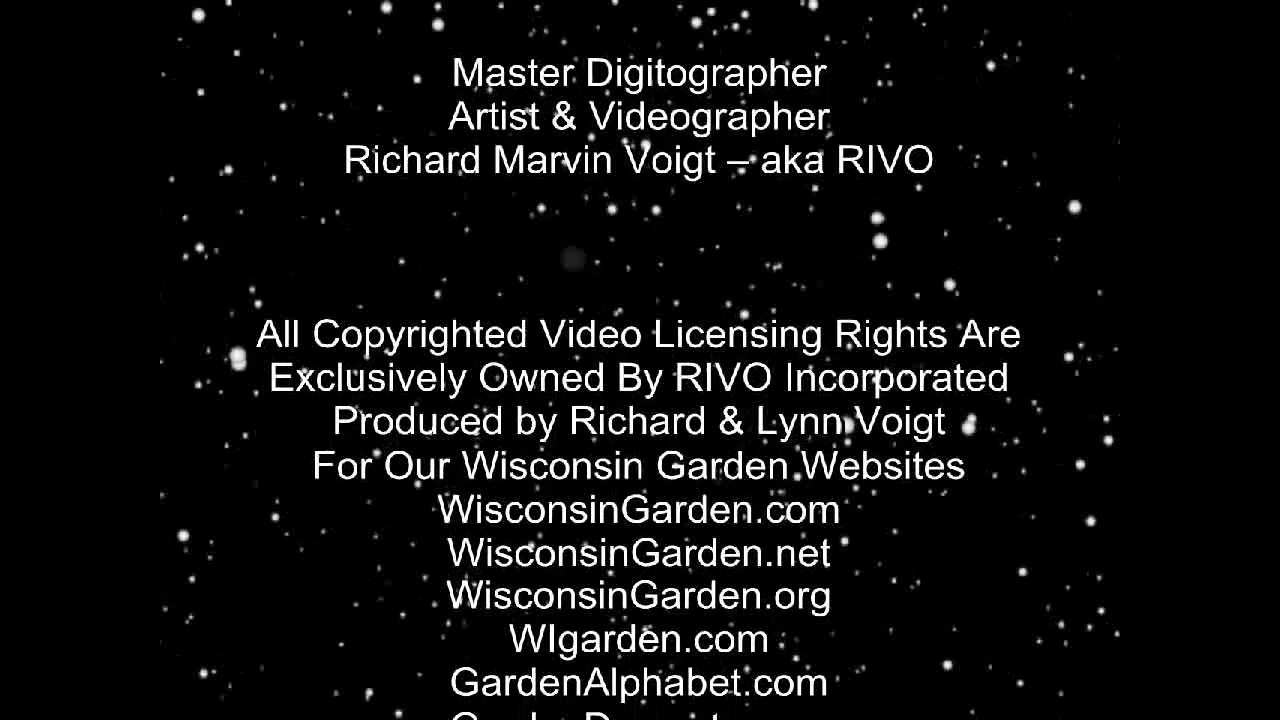 Master Digitographer
Artist & Videographer
Richard Marvin Voigt – aka RIVO
All Copyrighted Video Licensing Rights Are
Exclusively Owned By RIVO Incorporated
Produced by Richard & Lynn Voigt
For Our Wisconsin Garden Websites
WisconsinGarden.com
WisconsinGarden.net
WisconsinGarden.org
WIgarden.com
GardenAlphabet.com